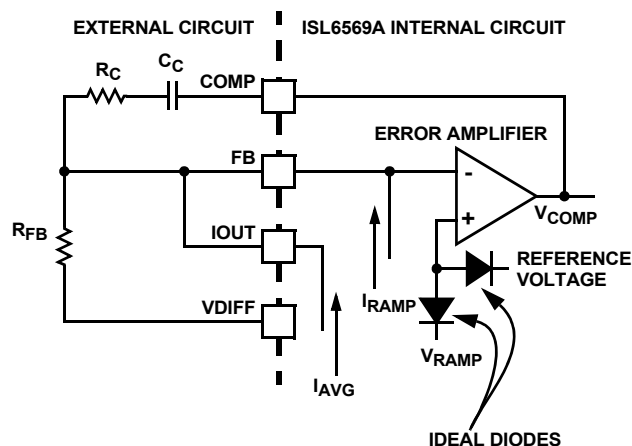 EXTERNAL CIRCUIT
ISL6569A INTERNAL CIRCUIT
RC
CC
COMP
ERROR AMPLIFIER
FB
-
VCOMP
RFB
+
IOUT
REFERENCE
VOLTAGE
IRAMP
VDIFF
VRAMP
IAVG
IDEAL DIODES